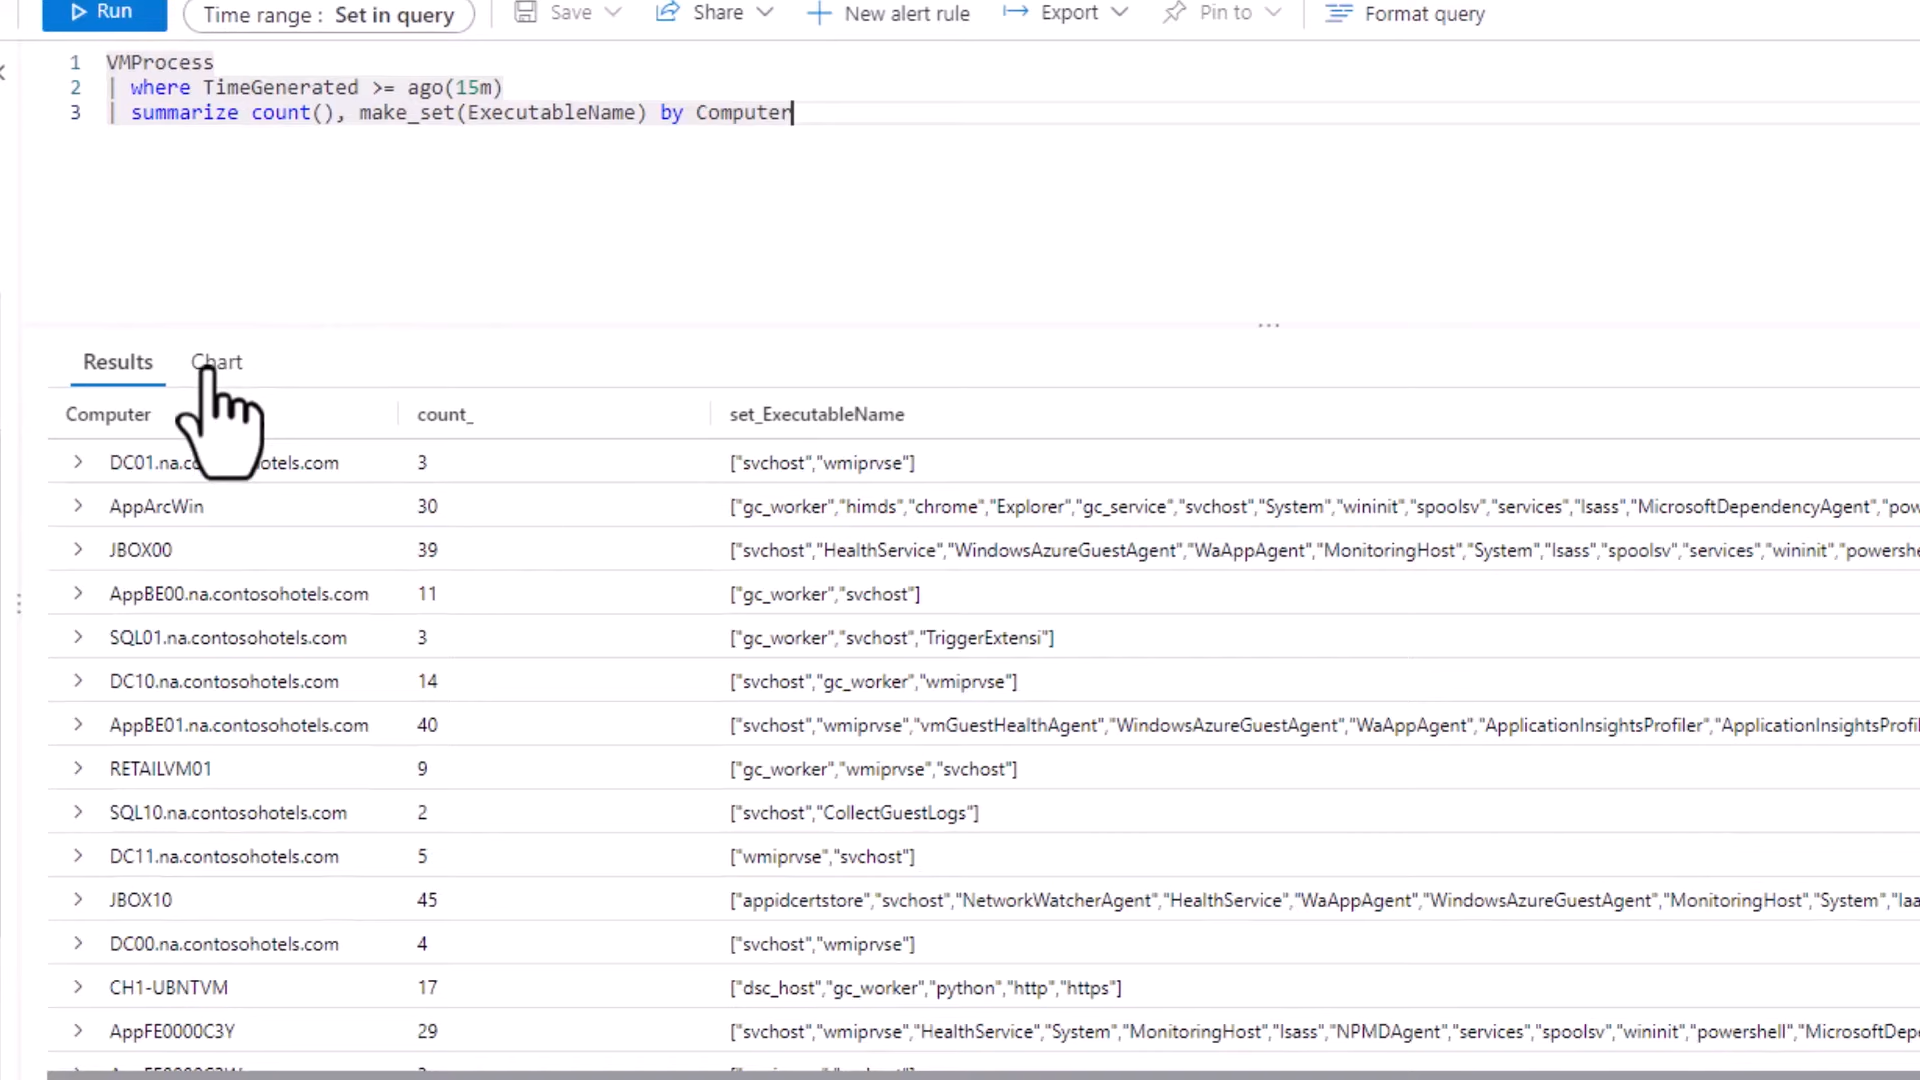 Run Time range : Set in query Save Share New alert rule Export Pin to Format query
1 VMProcess
2 | where TimeGenerated >= ago(15m)
3 | summarize count(), make_set(ExecutableName) by Computer
...
Results Chart
Computer count_ set_ExecutableName
DC01.na.co otels.com 3 ["svchost","wmiprvse"]
AppArcWin 30 ["gc_worker","himds","chrome","Explorer","gc_service","svchost","System","wininit","spoolsv","services","lsass","MicrosoftDependencyAgent","pow
JBOX00 39 ["svchost","HealthService","WindowsAzureGuestAgent","WaAppAgent","MonitoringHost","System","lsass","spoolsv","services","wininit","powershe
AppBE00.na.contosohotels.com 11 ["gc_worker","svchost"]
SQL01.na.contosohotels.com 3 ["gc_worker","svchost","TriggerExtensi"]
DC10.na.contosohotels.com 14 ["svchost","gc_worker","wmiprvse"]
AppBE01.na.contosohotels.com 40 ["svchost","wmiprvse","vmGuestHealthAgent","WindowsAzureGuestAgent","WaAppAgent","ApplicationInsightsProfiler","ApplicationInsightsProfil
RETAILVM01 9 ["gc_worker","wmiprvse","svchost"]
SQL10.na.contosohotels.com 2 ["svchost","CollectGuestLogs"]
DC11.na.contosohotels.com 5 ["wmiprvse","svchost"]
JBOX10 45 ["appidcertstore","svchost","NetworkWatcherAgent","HealthService","WaAppAgent","WindowsAzureGuestAgent","MonitoringHost","System","lsa
DC00.na.contosohotels.com 4 ["svchost","wmiprvse"]
CH1-UBNTVM 17 ["dsc_host","gc_worker","python","http","https"]
AppFE0000C3Y 29 ["svchost","wmiprvse","HealthService","System","MonitoringHost","lsass","NPMDAgent","services","spoolsv","wininit","powershell","MicrosoftDep